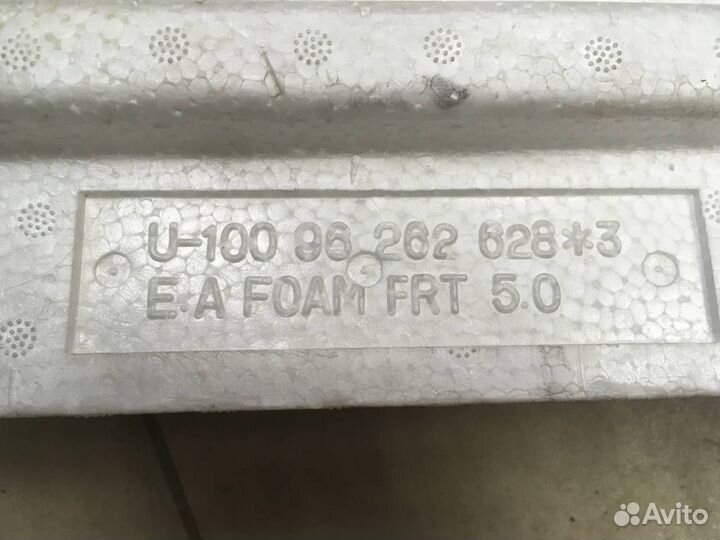 U-100 96 262 628*3
E.A FOAM FRT 5.0
Avito